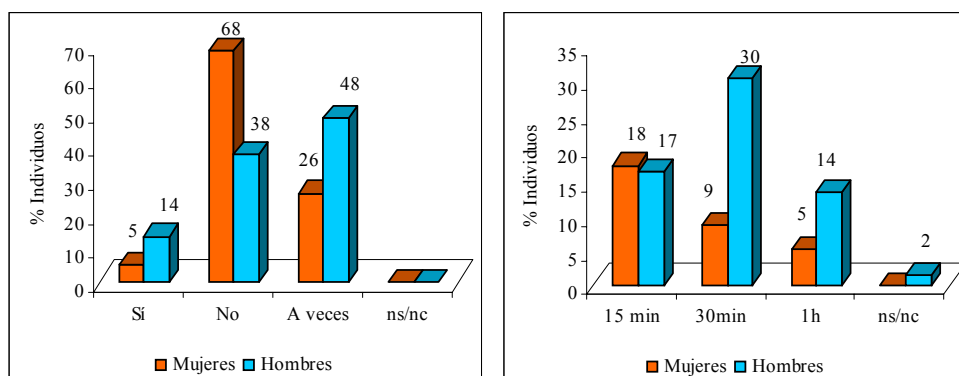 % Individuos
70
60
50
40
30
20
10
0
5
14
68
38
26
48
Sí
No
A veces
ns/nc
Mujeres
Hombres
% Individuos
35
30
25
20
15
10
5
0
18
17
9
30
5
14
2
15 min
30min
1h
ns/nc
Mujeres
Hombres